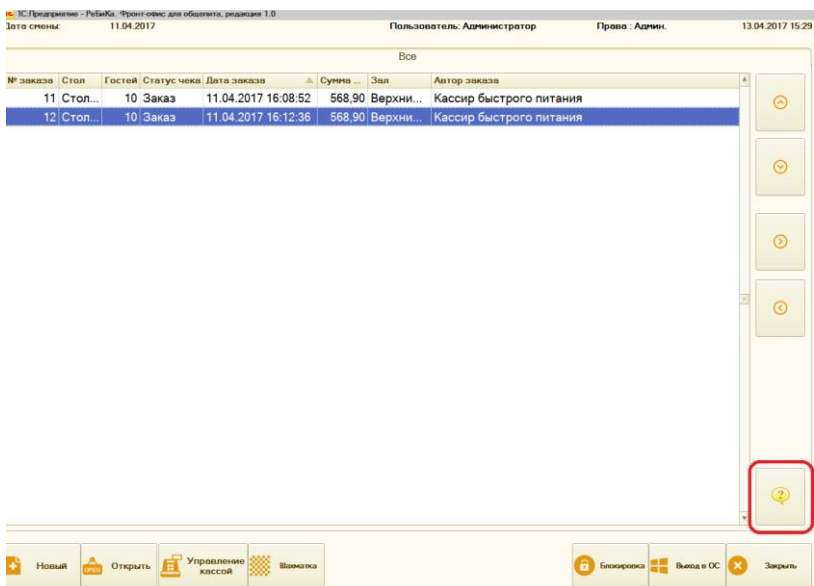 1С:Предприятие - РеБиКа. Фронт-офис для общепита, редакция 1.0
Дата смены: 11.04.2017 Пользователь: Администратор Права : Админ. 13.04.2017 15:29
Все
№ заказа Стол Гостей Статус чека Дата заказа Сумма ... Зал Автор заказа
11 Стол... 10 Заказ 11.04.2017 16:08:52 568,90 Верхни... Кассир быстрого питания
12 Стол... 10 Заказ 11.04.2017 16:12:36 568,90 Верхни... Кассир быстрого питания
?
Новый OPEN Открыть Управление кассой Шахматка Блокировка Выход в ОС Закрыть